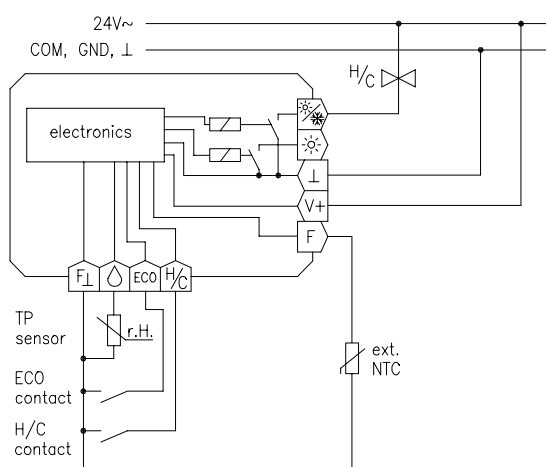 24V~
COM, GND, ⊥
H/C
electronics
⊥
V+
F
F⊥
ECO
H/C
TP
sensor
r.H.
ECO
contact
H/C
contact
ext.
NTC